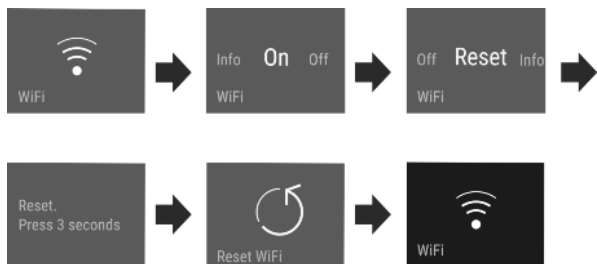 WiFi
Info On Off
WiFi
Off Reset Info
WiFi
Reset.
Press 3 seconds
Reset WiFi
WiFi